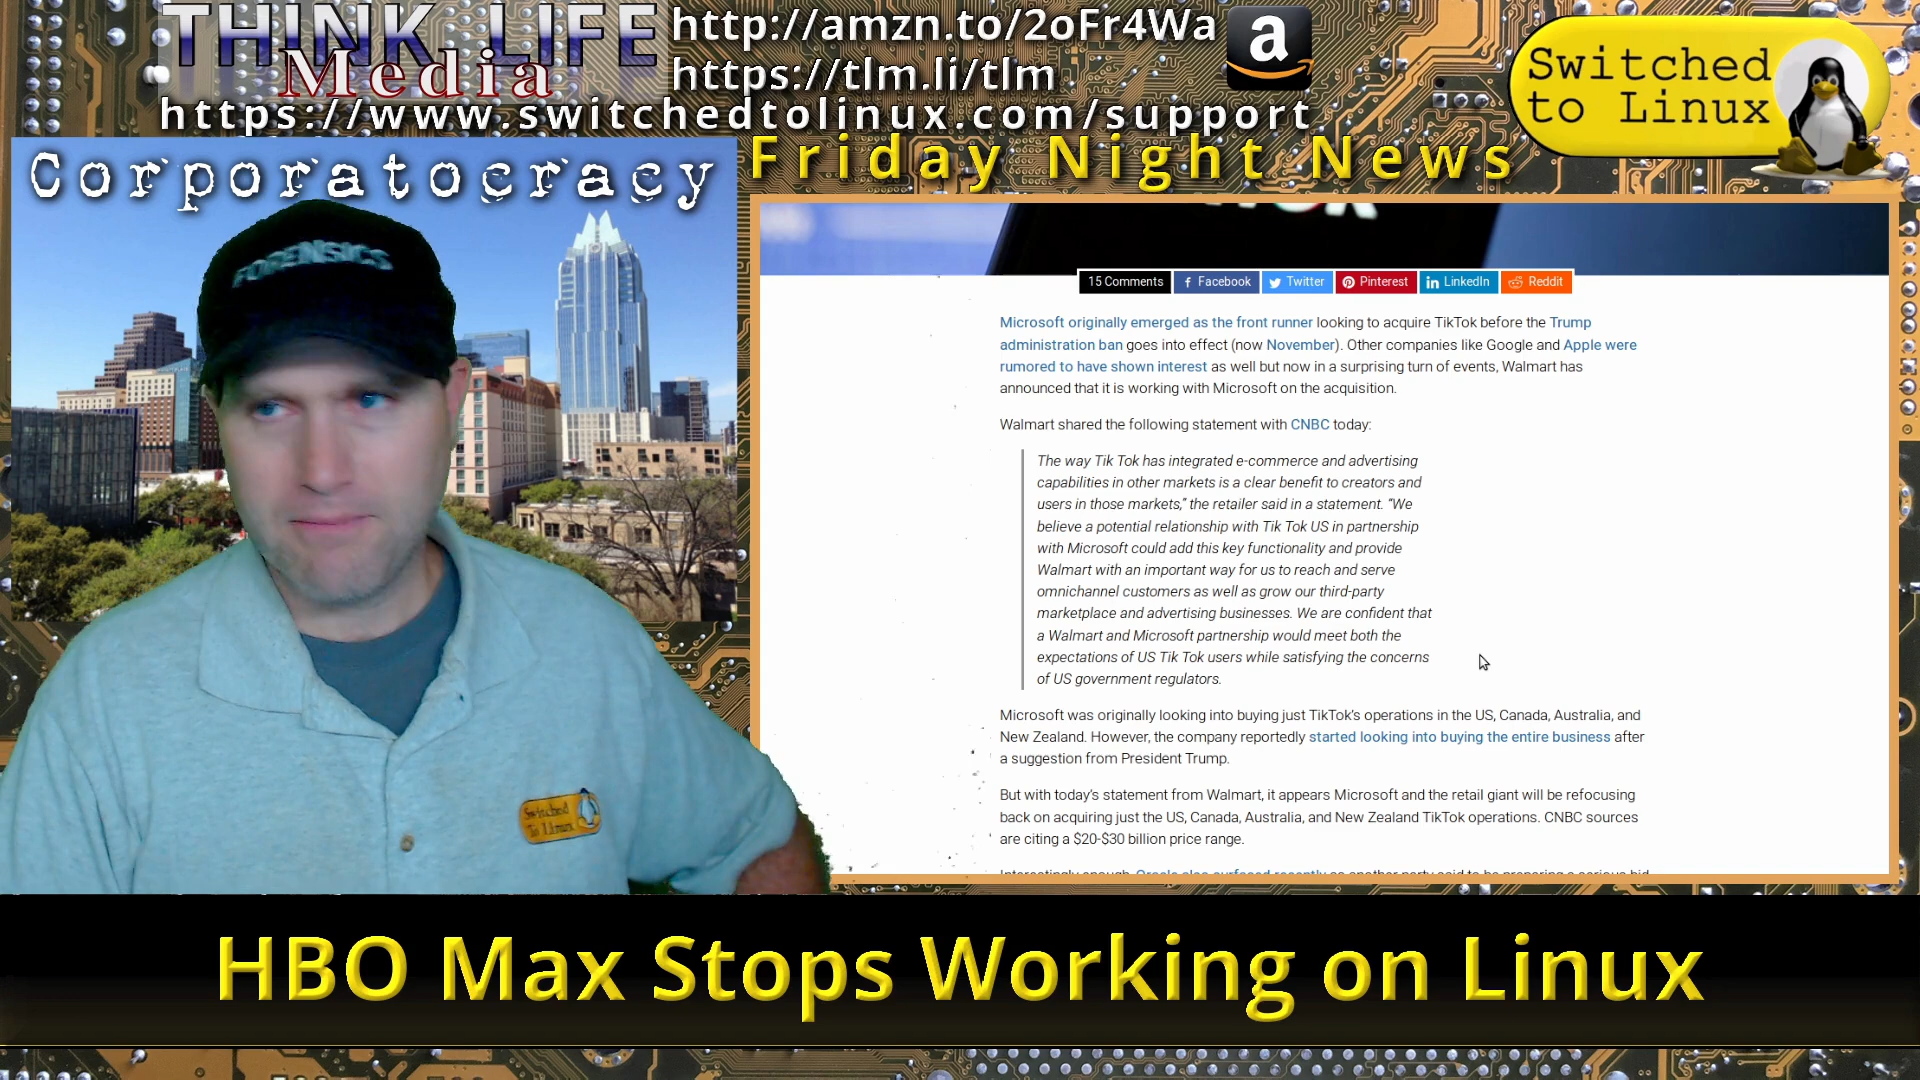 THINK LIFE
Media
http://amzn.to/2oFr4Wa
https://tlm.li/tlm
https://www.switchedtolinux.com/support
a
Switched
to Linux
Friday Night News
Corporatocracy
FORENSICS
15 Comments
Facebook
Twitter
Pinterest
LinkedIn
Reddit
Microsoft originally emerged as the front runner looking to acquire TikTok before the Trump
administration ban goes into effect (now November). Other companies like Google and Apple were
rumored to have shown interest as well but now in a surprising turn of events, Walmart has
announced that it is working with Microsoft on the acquisition.
Walmart shared the following statement with CNBC today:
The way Tik Tok has integrated e-commerce and advertising
capabilities in other markets is a clear benefit to creators and
users in those markets,” the retailer said in a statement. “We
believe a potential relationship with Tik Tok US in partnership
with Microsoft could add this key functionality and provide
Walmart with an important way for us to reach and serve
omnichannel customers as well as grow our third-party
marketplace and advertising businesses. We are confident that
a Walmart and Microsoft partnership would meet both the
expectations of US Tik Tok users while satisfying the concerns
of US government regulators.
Microsoft was originally looking into buying just TikTok’s operations in the US, Canada, Australia, and
New Zealand. However, the company reportedly started looking into buying the entire business after
a suggestion from President Trump.
But with today’s statement from Walmart, it appears Microsoft and the retail giant will be refocusing
back on acquiring just the US, Canada, Australia, and New Zealand TikTok operations. CNBC sources
are citing a $20-$30 billion price range.
Switched
To Linux
HBO Max Stops Working on Linux